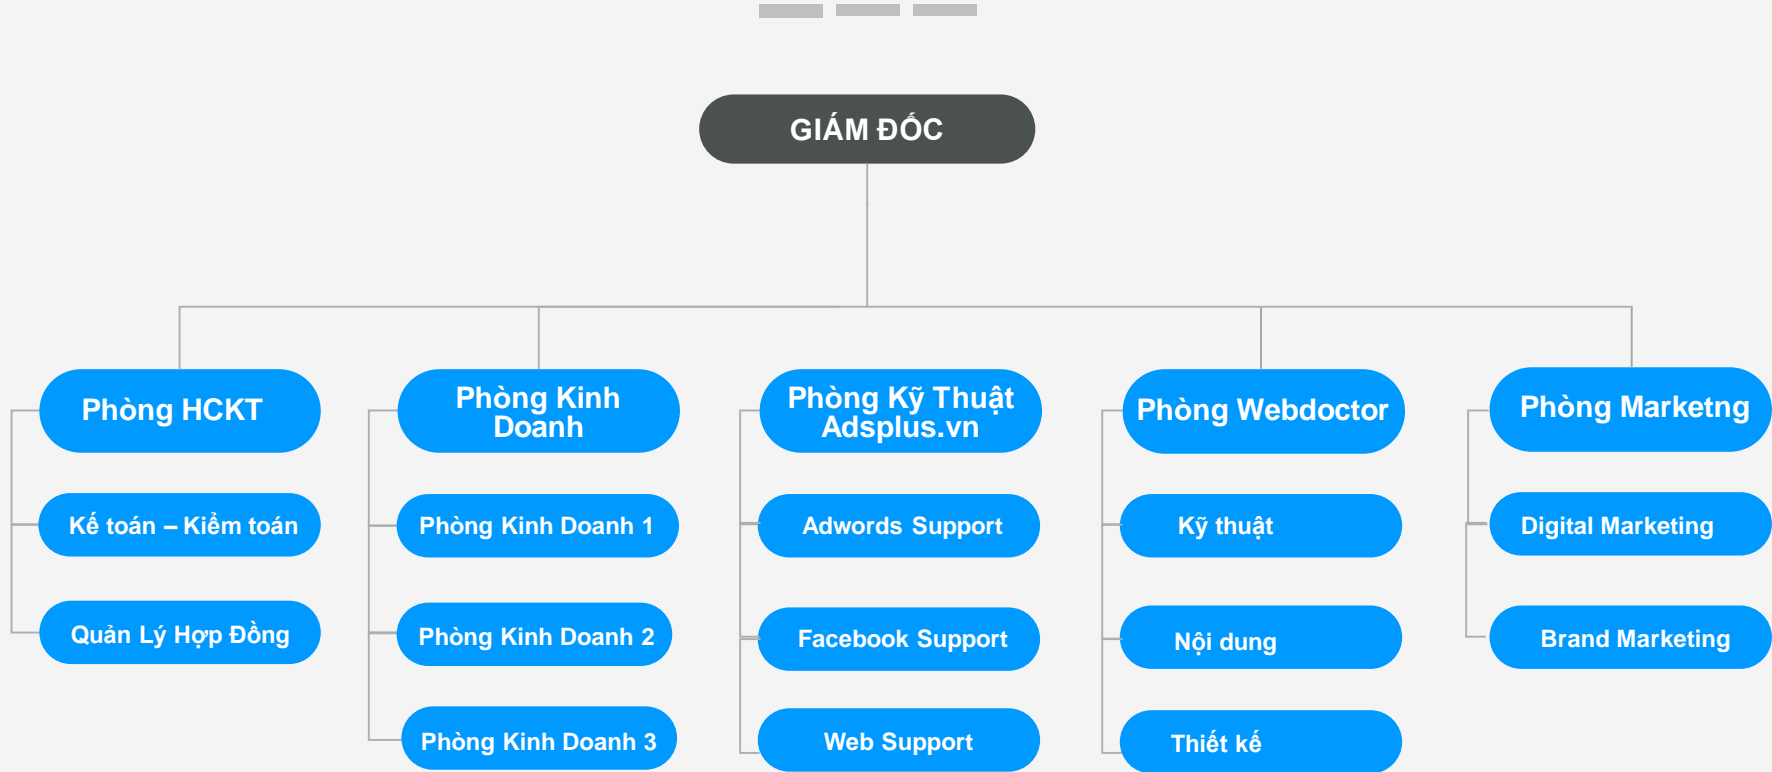 GIÁM ĐỐC
Phòng HCKT
Phòng Kinh
Doanh
Phòng Kỹ Thuật
Adsplus.vn
Phòng Webdoctor
Phòng Marketng
Kế toán – Kiểm toán
Phòng Kinh Doanh 1
Adwords Support
Kỹ thuật
Digital Marketing
Quản Lý Hợp Đồng
Phòng Kinh Doanh 2
Facebook Support
Nội dung
Brand Marketing
Phòng Kinh Doanh 3
Web Support
Thiết kế